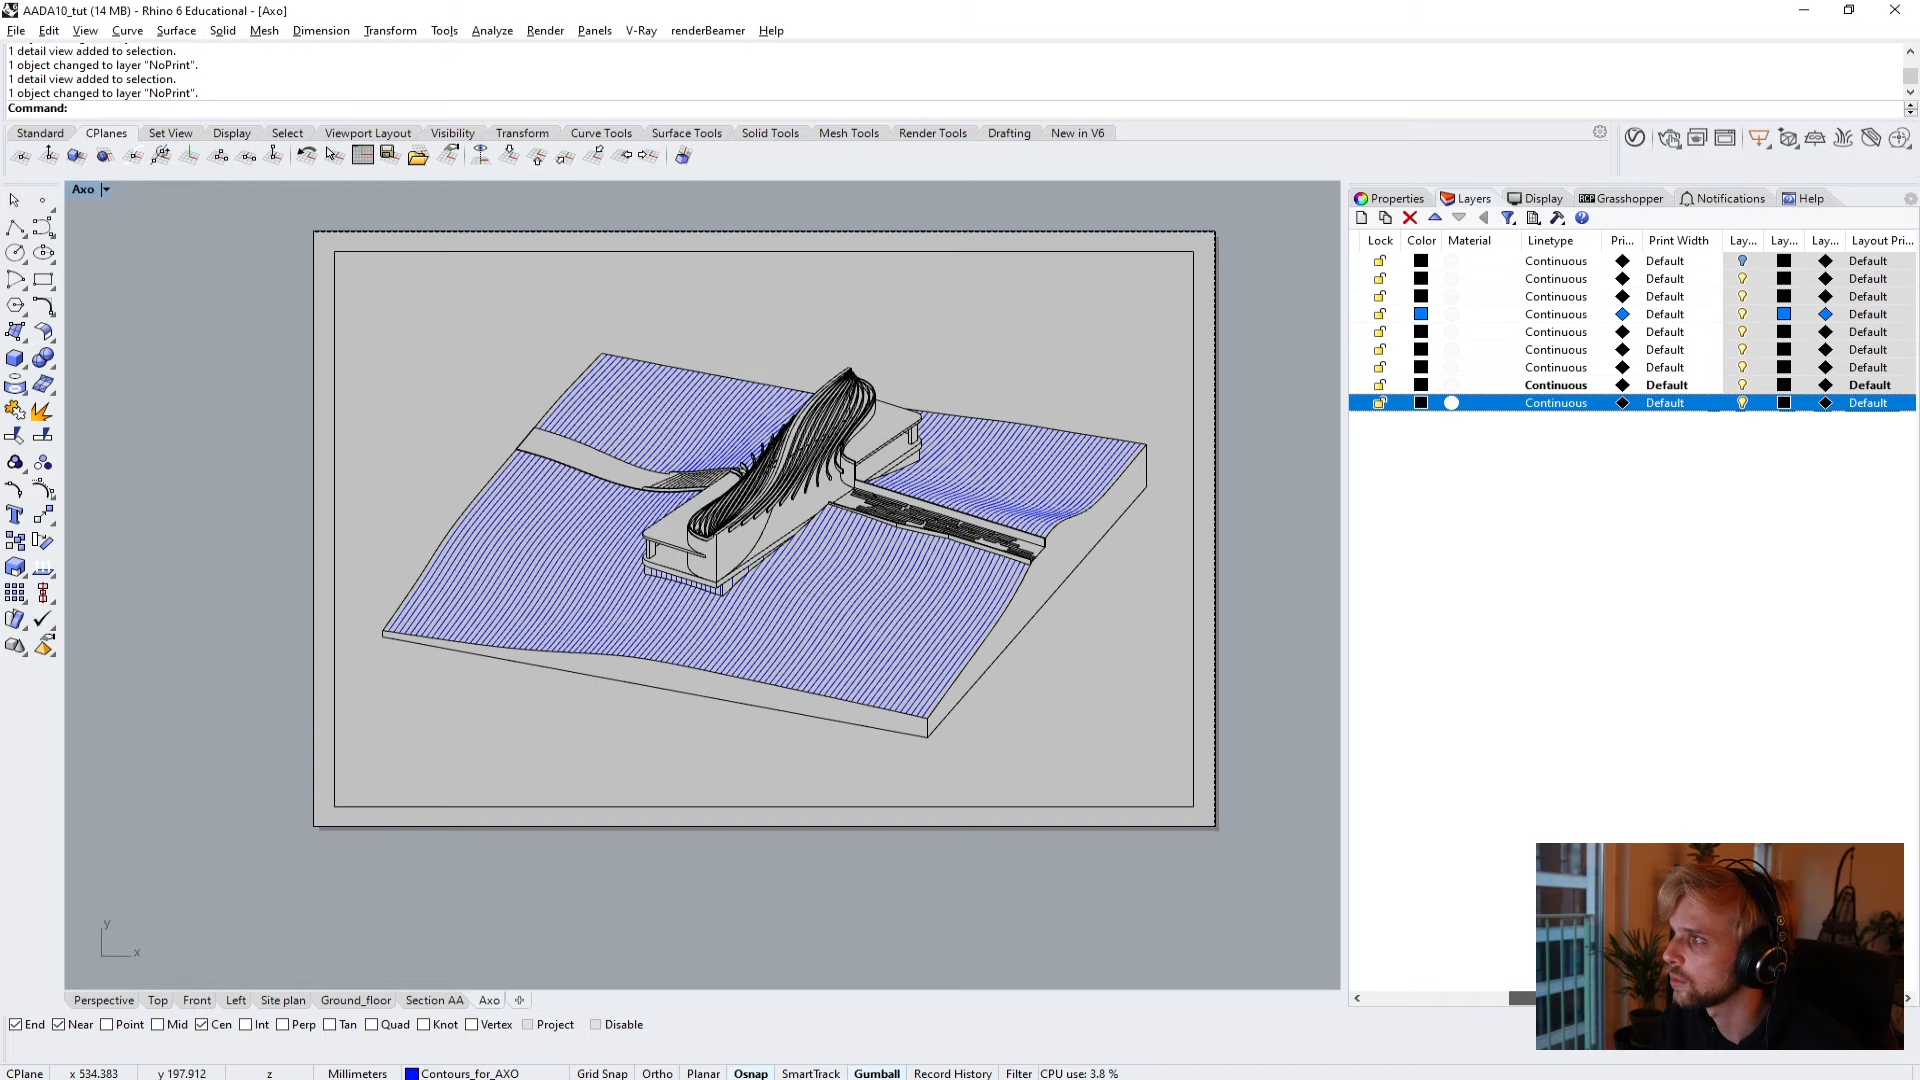 AADA10_tut (14 MB) - Rhino 6 Educational - [Axo]
File Edit View Curve Surface Solid Mesh Dimension Transform Tools Analyze Render Panels V-Ray renderBeamer Help
1 detail view added to selection.
1 object changed to layer "NoPrint".
1 detail view added to selection.
1 object changed to layer "NoPrint".
Command:
Standard CPlanes Set View Display Select Viewport Layout Visibility Transform Curve Tools Surface Tools Solid Tools Mesh Tools Render Tools Drafting New in V6
Axo
Properties Layers Display Grasshopper Notifications Help
Lock Color Material Linetype Pri... Print Width Lay... Lay... Lay... Layout Pri...
Continuous Default Default
Continuous Default Default
Continuous Default Default
Continuous Default Default
Continuous Default Default
Continuous Default Default
Continuous Default Default
Continuous Default Default
Continuous Default Default
y
x
Perspective Top Front Left Site plan Ground_floor Section AA Axo
End Near Point Mid Cen Int Perp Tan Quad Knot Vertex Project Disable
CPlane x 534.383 y 197.912 z Millimeters Contours_for_AXO Grid Snap Ortho Planar Osnap SmartTrack Gumball Record History Filter CPU use: 3.8 %